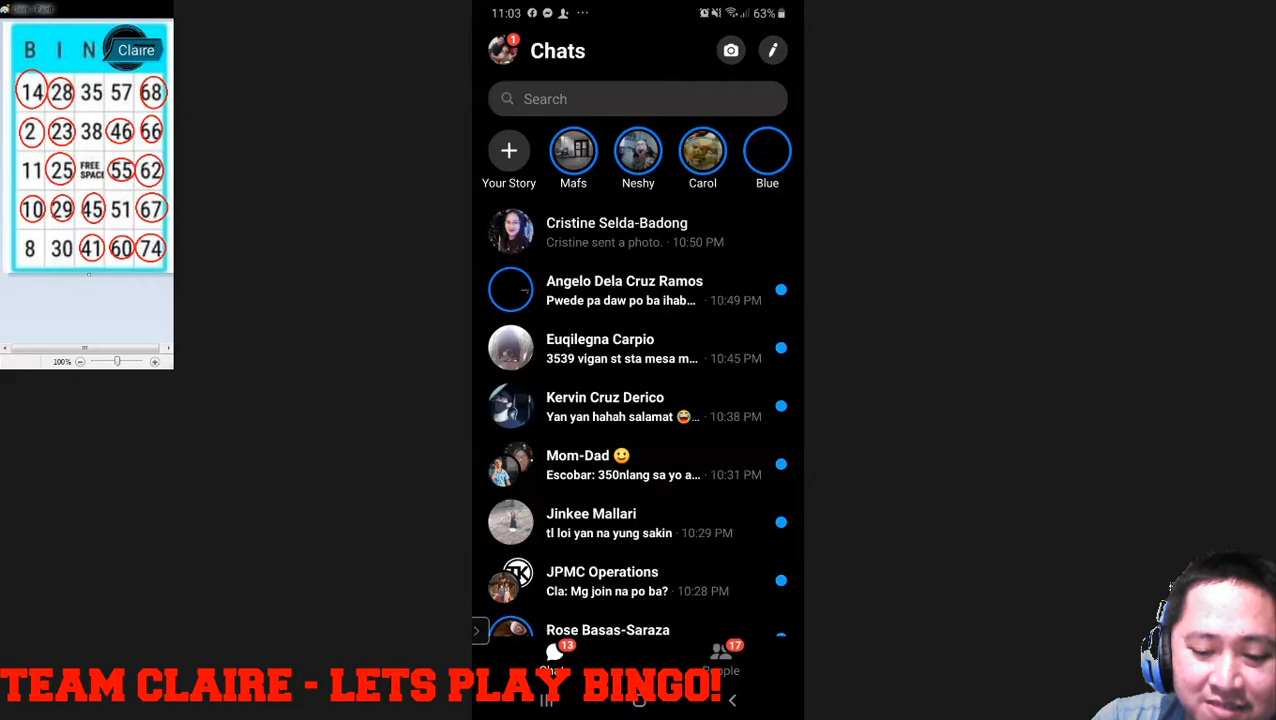 B I N
Claire
14 28 35 57 68
2 23 38 46 66
11 25 FREE SPACE 55 62
10 29 45 51 67
8 30 41 60 74
100%
11:03
63%
1
Chats
Search
Your Story Mafs Neshy Carol Blue
Cristine Selda-Badong
Cristine sent a photo. · 10:50 PM
Angelo Dela Cruz Ramos
Pwede pa daw po ba ihab... · 10:49 PM
Euqilegna Carpio
3539 vigan st sta mesa m... · 10:45 PM
Kervin Cruz Derico
Yan yan hahah salamat 😂... · 10:38 PM
Mom-Dad 😃
Escobar: 350nlang sa yo a... · 10:31 PM
Jinkee Mallari
tl loi yan na yung sakin · 10:29 PM
JPMC Operations
Cla: Mg join na po ba? · 10:28 PM
Rose Basas-Saraza
13 17
People
TEAM CLAIRE - LETS PLAY BINGO!